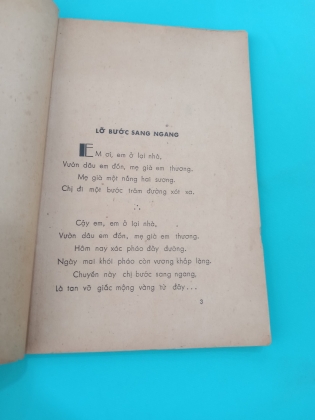 LỠ BƯỚC SANG NGANG
EM ơi, em ở lại nhà,
Vườn dâu em đốn, mẹ già em thương.
Mẹ già một nắng hai sương.
Chị đi một bước trăm đường xót xa.
Cậy em, em ở lại nhà,
Vườn dâu em đốn, mẹ già em thương.
Hôm nay xác pháo đầy đường,
Ngày mai khói pháo còn vương khắp làng.
Chuyến này chị bước sang ngang,
Là tan vỡ giấc mộng vàng từ đây...
3